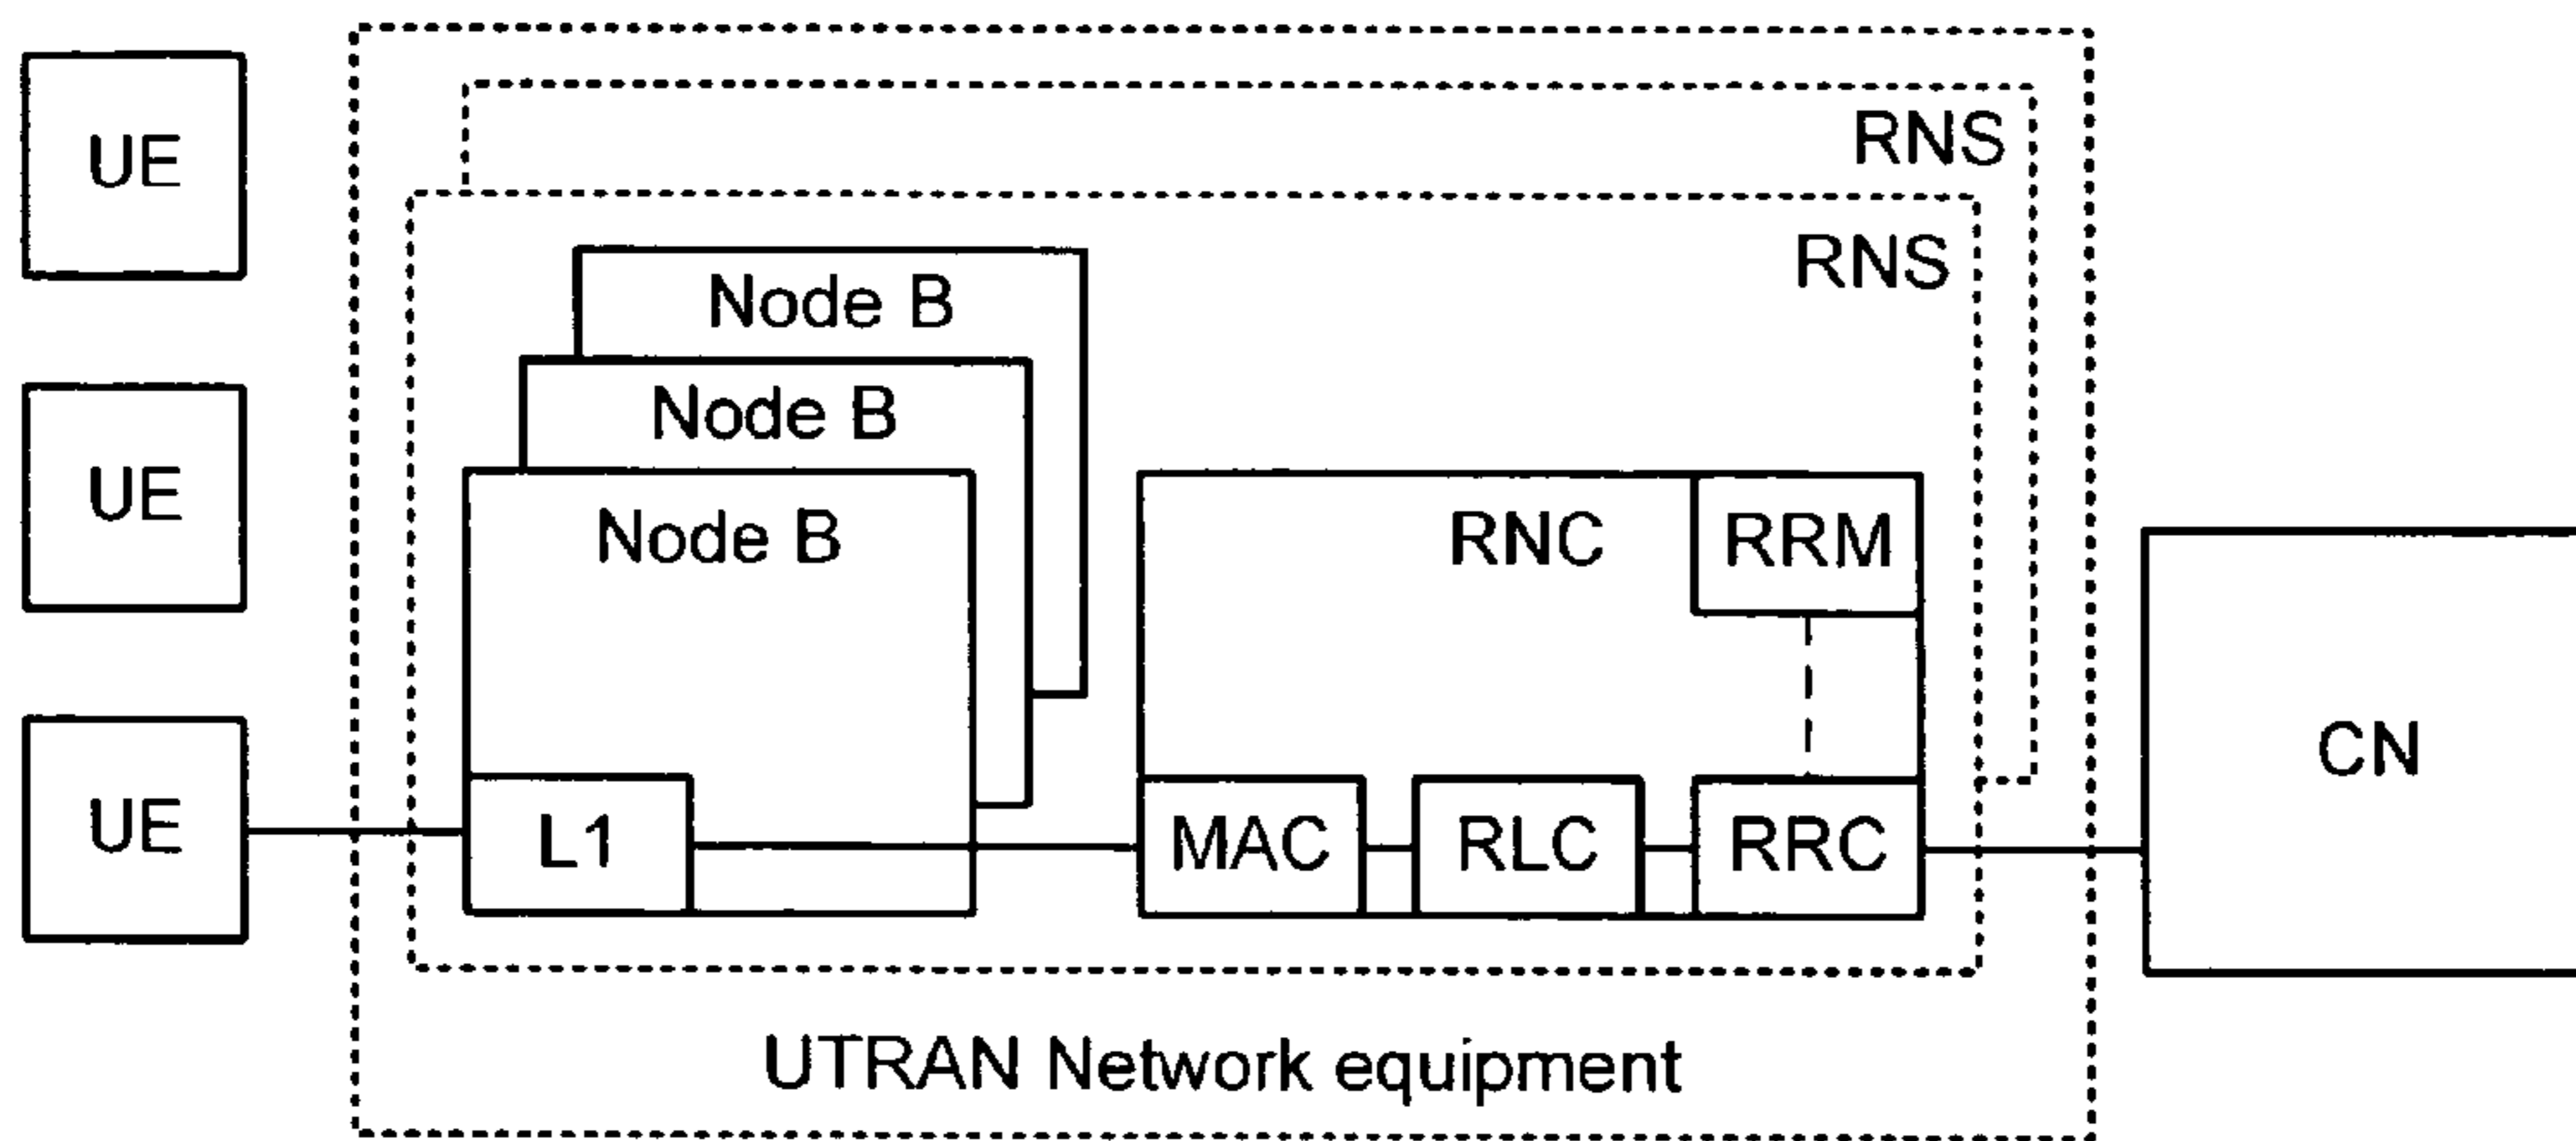 UE
RNS
RNS
Node B
Node B
UE
Node B
RNC
RRM
CN
UE
L1
MAC
RLC
RRC
UTRAN Network equipment